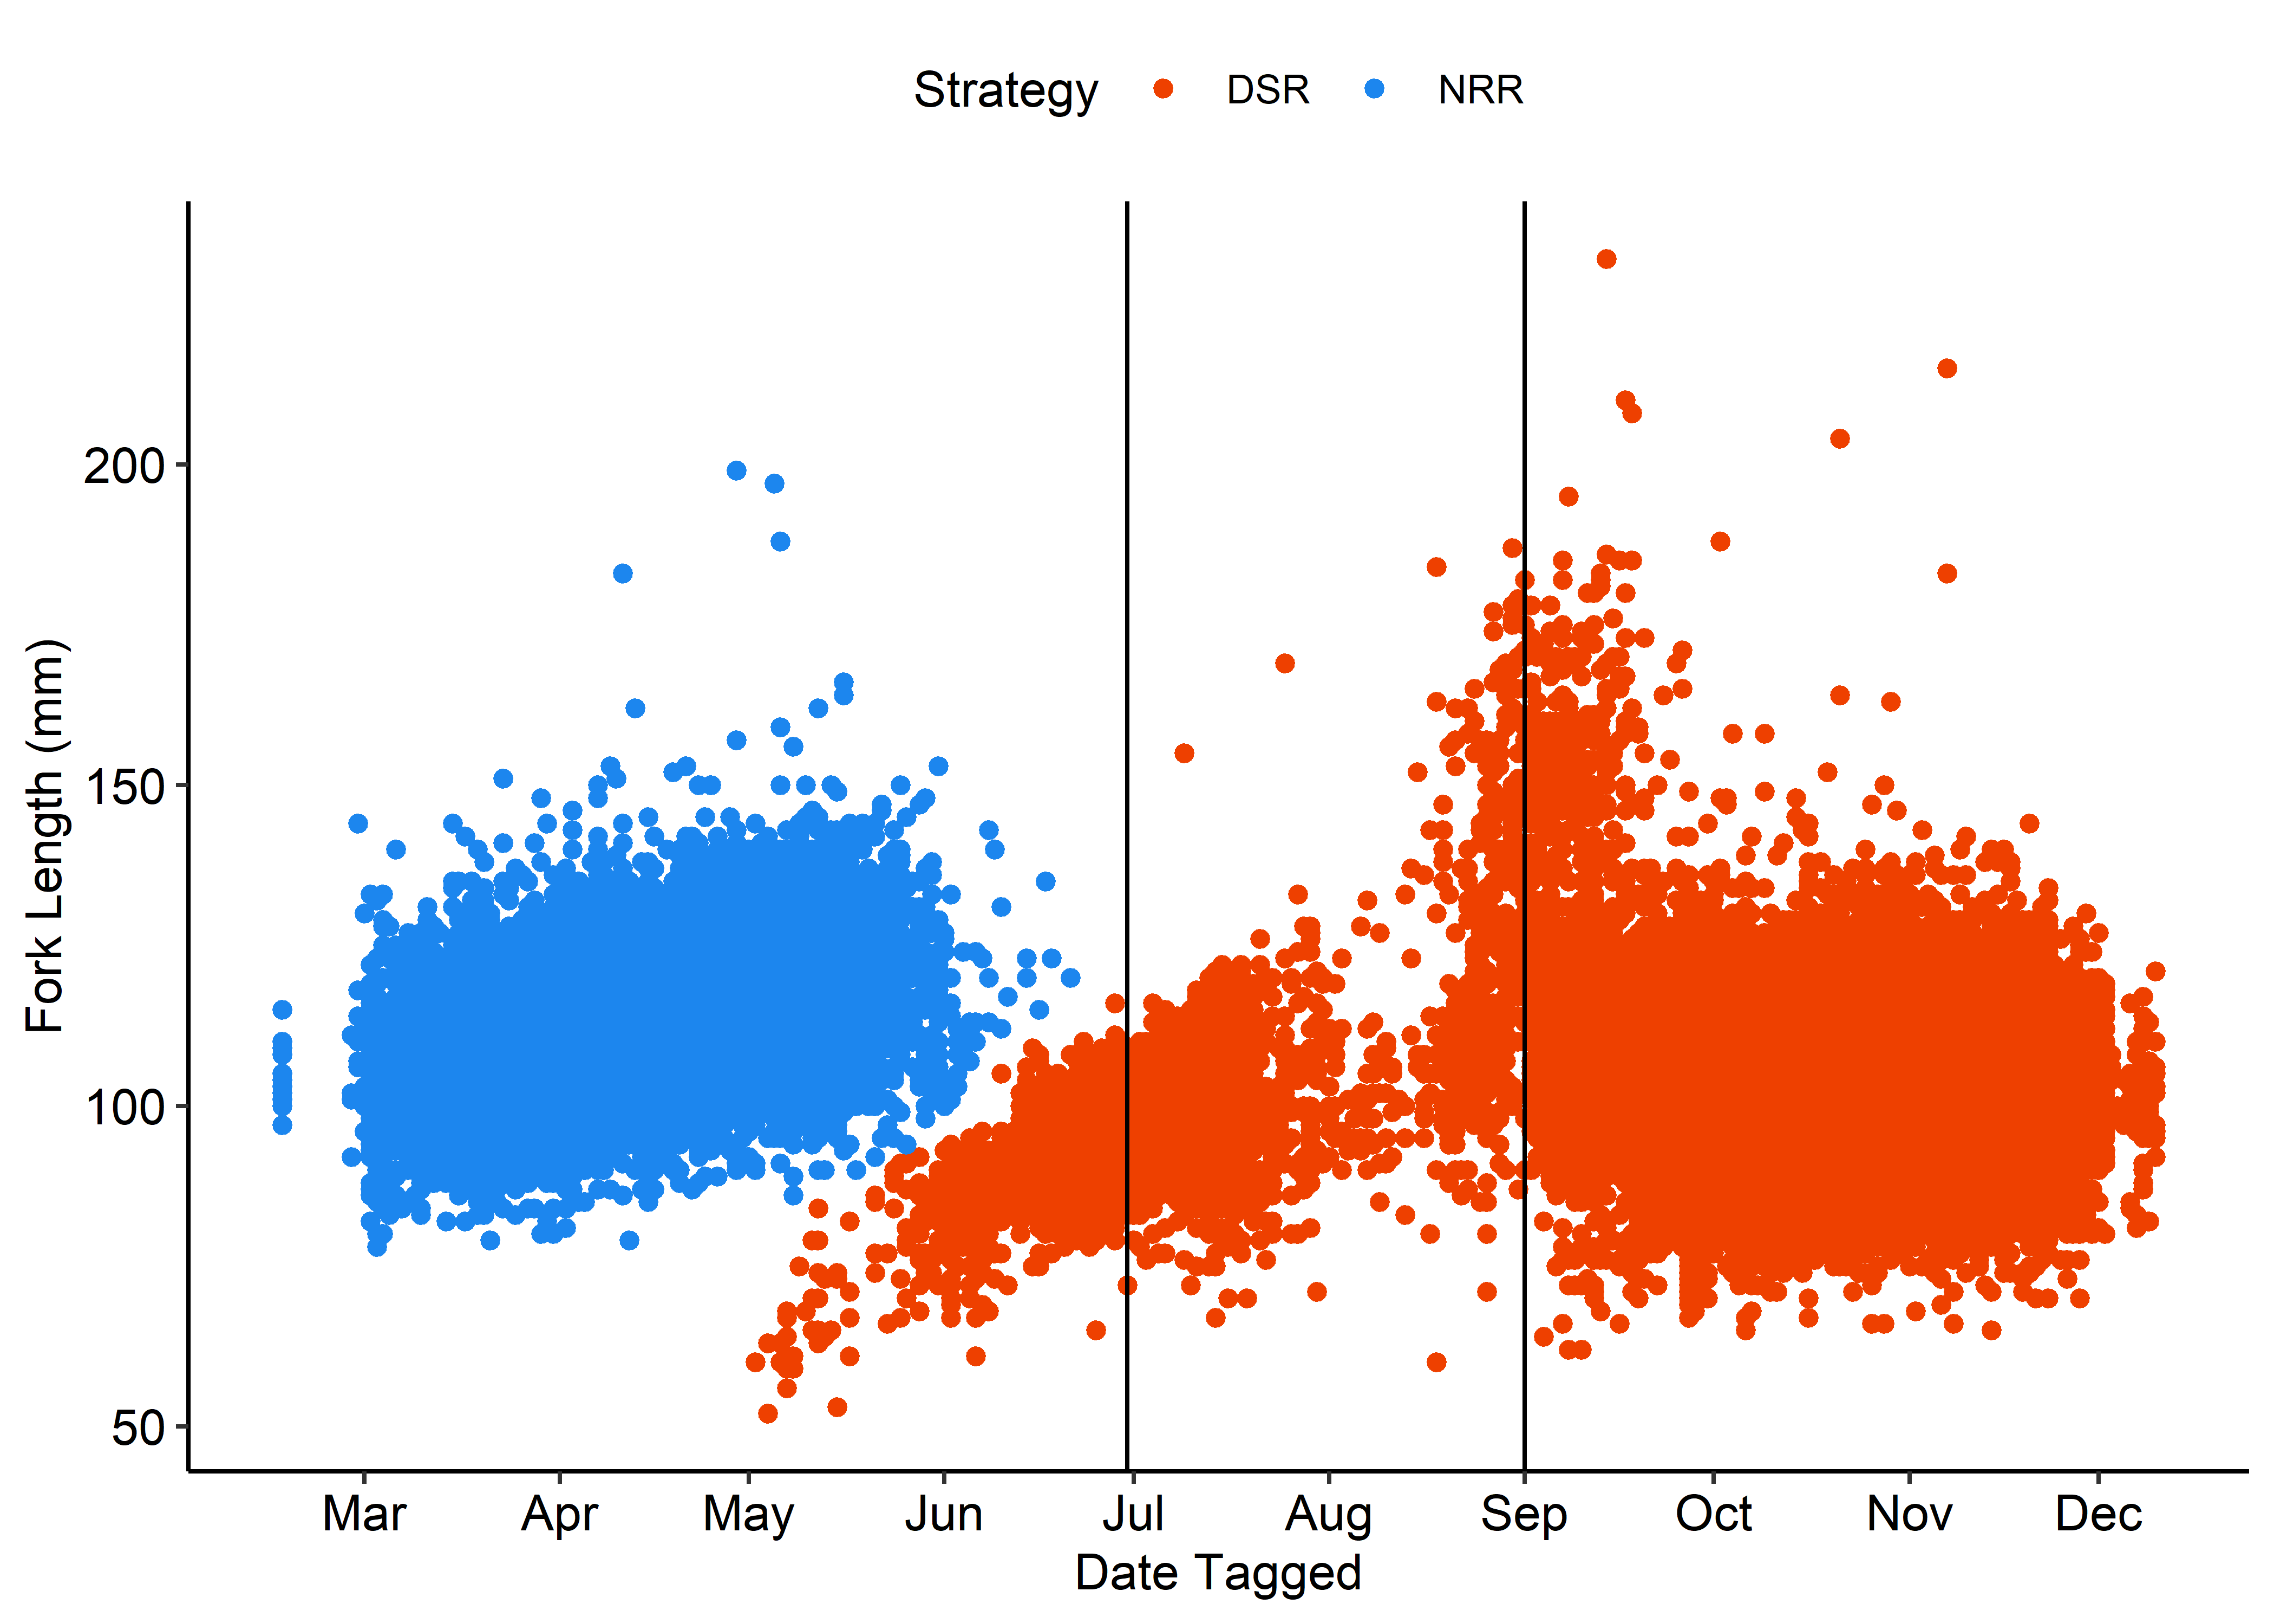 Strategy DSR NRR
Fork Length (mm)
200
150
100
50
Mar Apr May Jun Jul Aug Sep Oct Nov Dec
Date Tagged